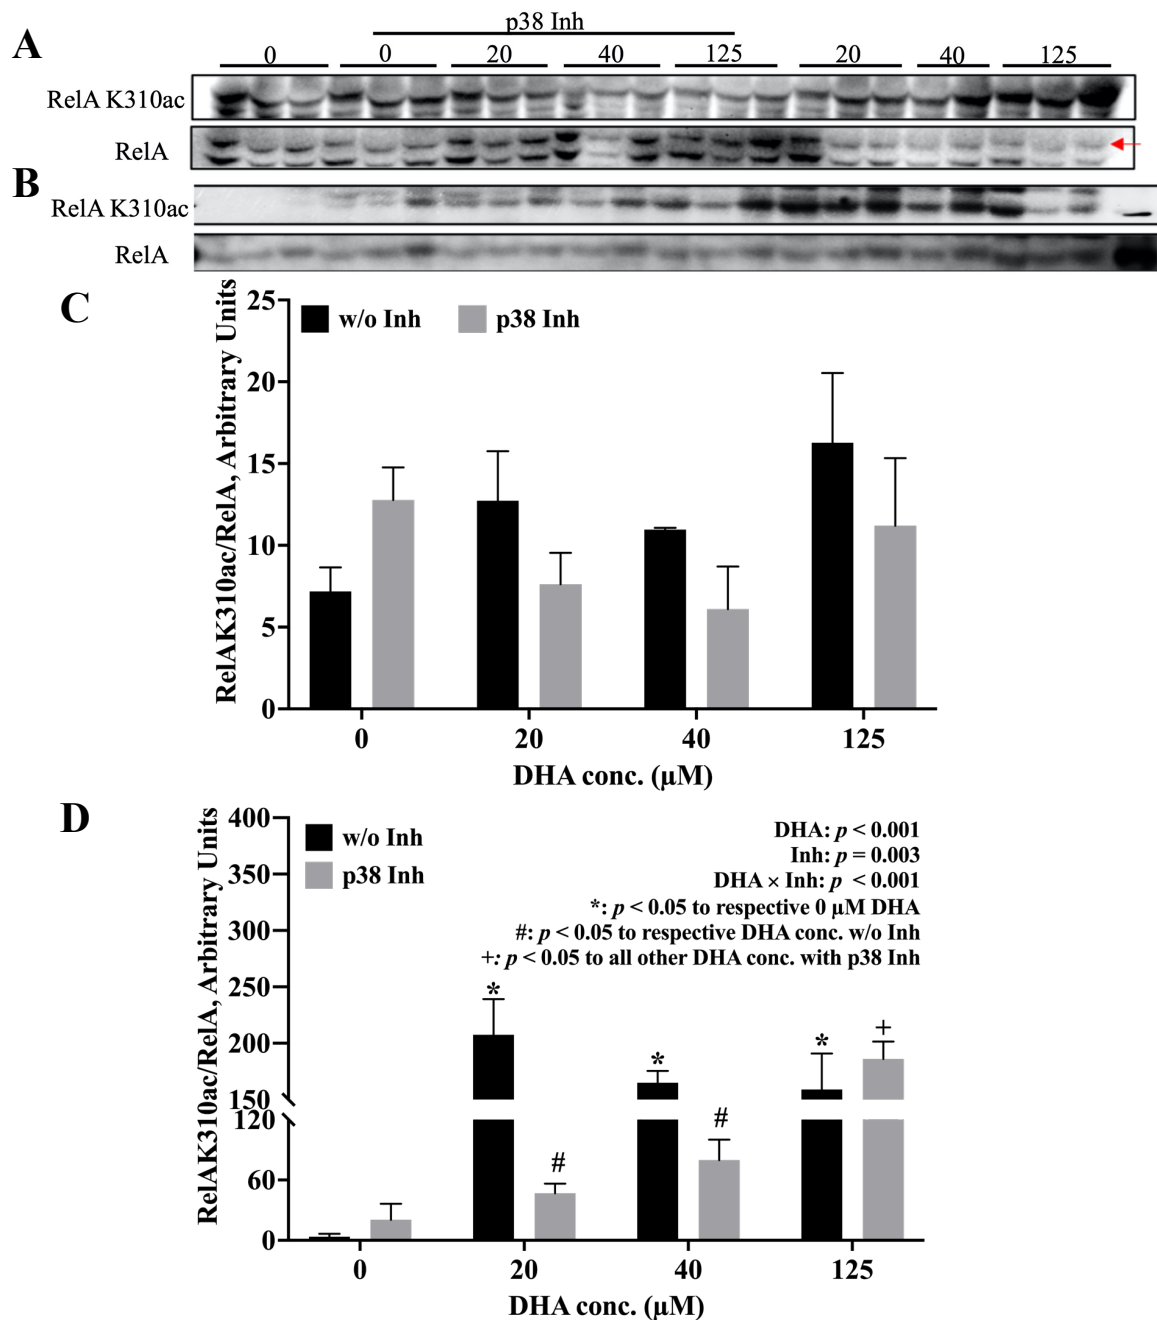 A
p38 Inh
0 0 20 40 125 20 40 125
RelA K310ac
RelA
B
RelA K310ac
RelA
C
RelAK310ac/RelA, Arbitrary Units
25
20
15
10
5
0
w/o Inh p38 Inh
0 20 40 125
DHA conc. (μM)
D
RelAK310ac/RelA, Arbitrary Units
400
350
300
250
200
150
120
60
0
w/o Inh
p38 Inh
DHA: p < 0.001
Inh: p = 0.003
DHA × Inh: p < 0.001
*: p < 0.05 to respective 0 μM DHA
#: p < 0.05 to respective DHA conc. w/o Inh
+: p < 0.05 to all other DHA conc. with p38 Inh
* # * # * +
0 20 40 125
DHA conc. (μM)